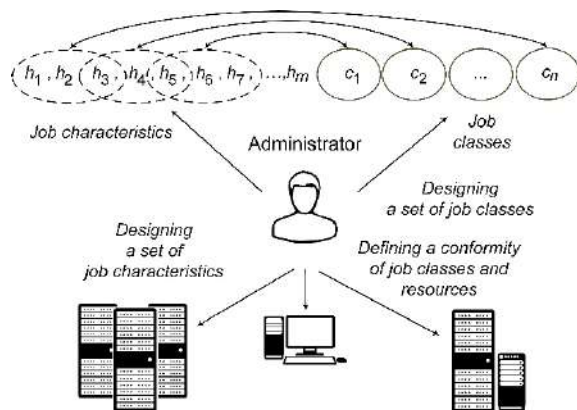 h1 , h2 , h3 , h4 , h5 , h6 , h7 , ...,hm c1 c2 ... cn
Job characteristics
Job
classes
Administrator
Designing
a set of job classes
Designing
a set of
job characteristics
Defining a conformity
of job classes and
resources